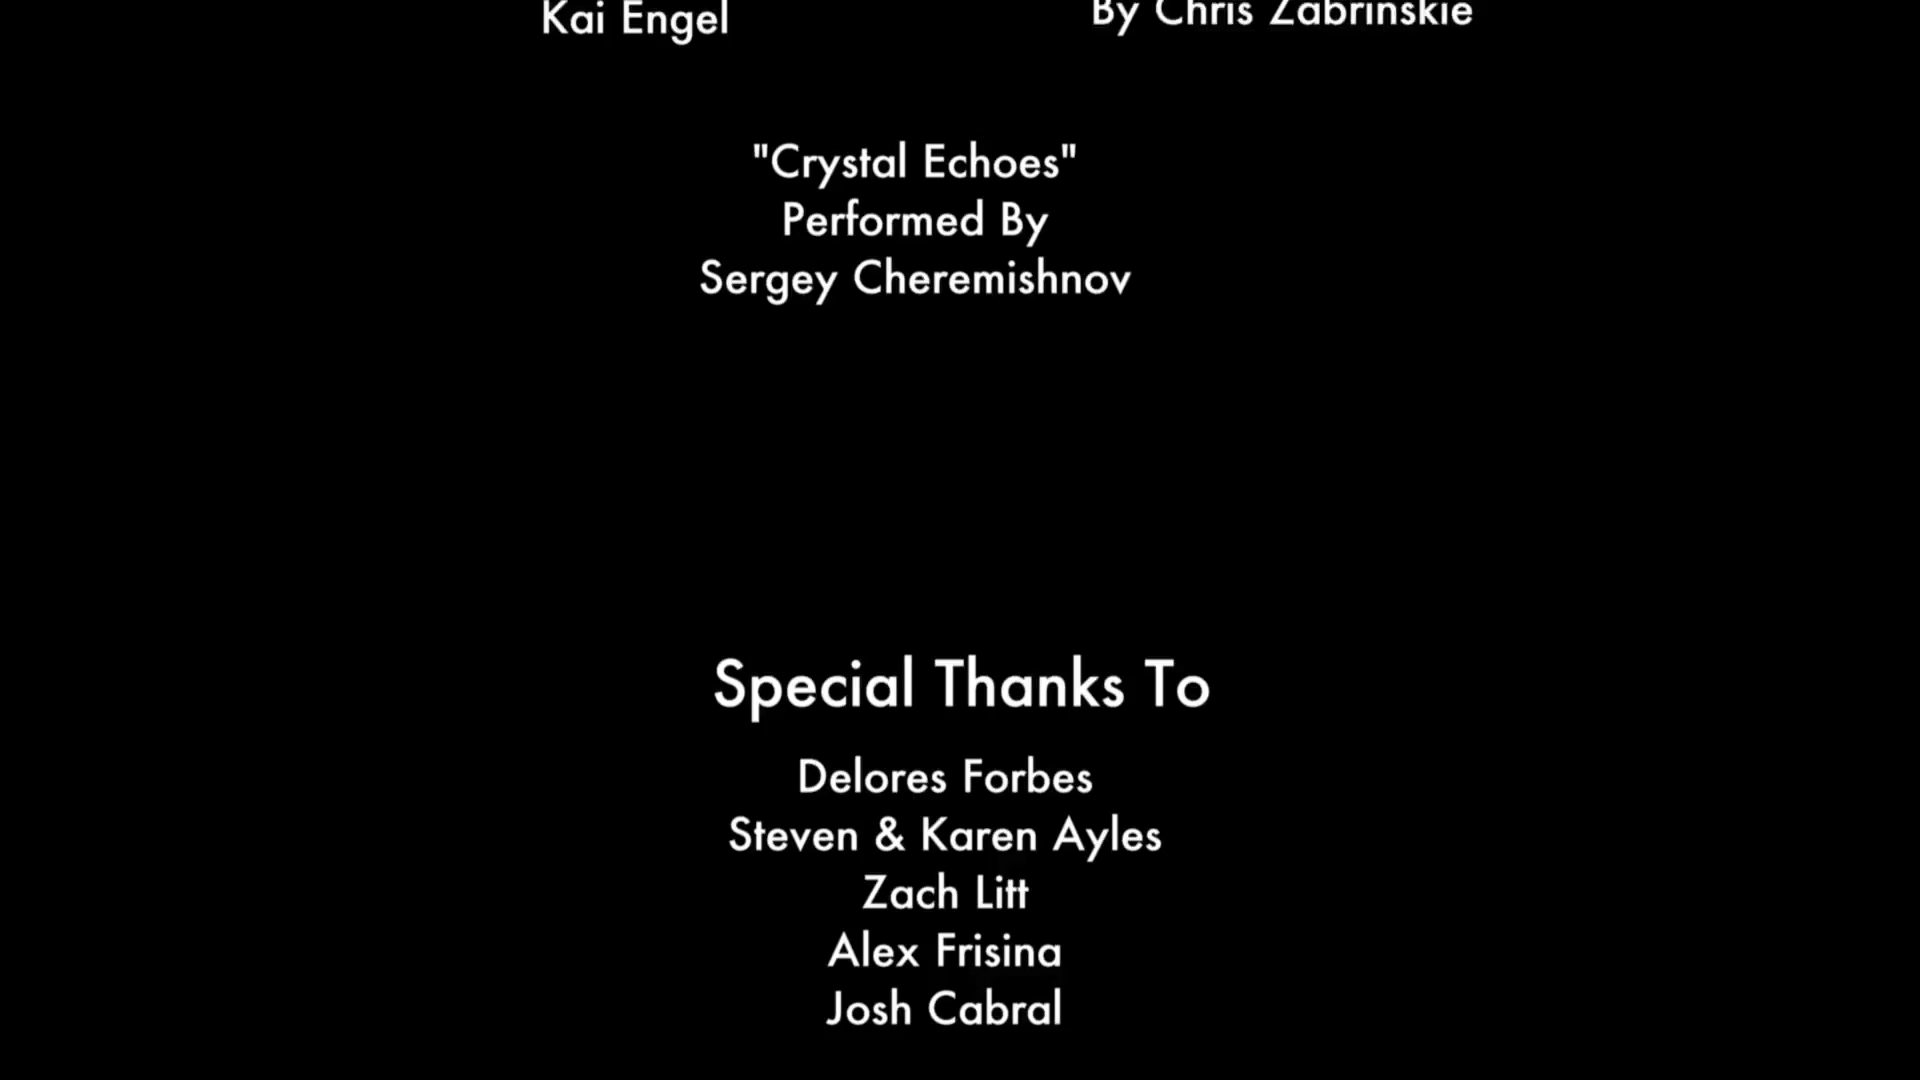 Kai Engel
By Chris Zabrinskie
"Crystal Echoes"
Performed By
Sergey Cheremishnov
Special Thanks To
Delores Forbes
Steven & Karen Ayles
Zach Litt
Alex Frisina
Josh Cabral